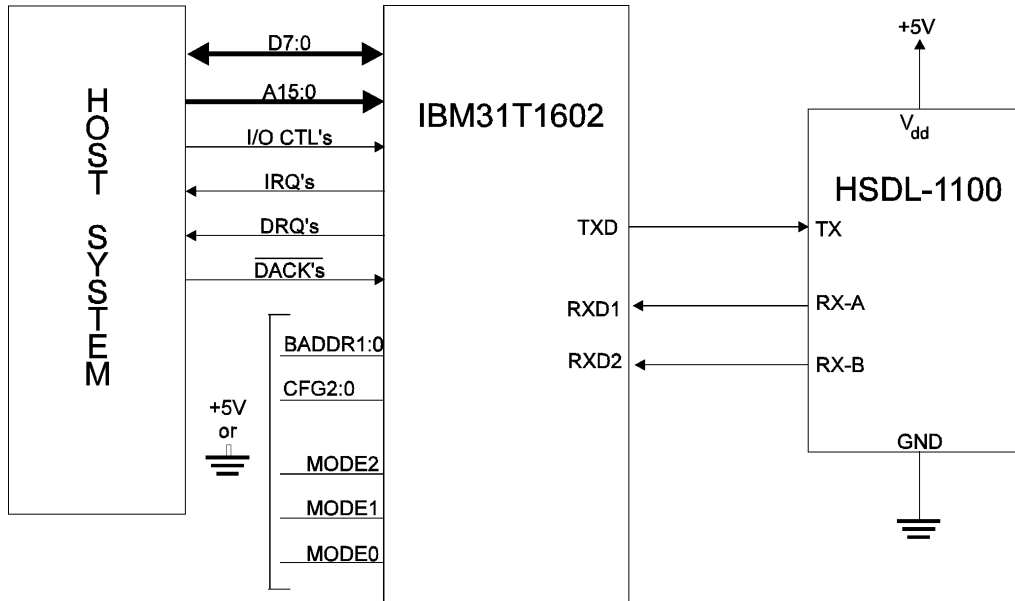 HOST SYSTEM
D7:0
A15:0
I/O CTL's
IRQ's
DRQ's
DACK's
BADDR1:0
CFG2:0
+5V
or
MODE2
MODE1
MODE0
IBM31T1602
TXD
RXD1
RXD2
+5V
Vdd
HSDL-1100
TX
RX-A
RX-B
GND